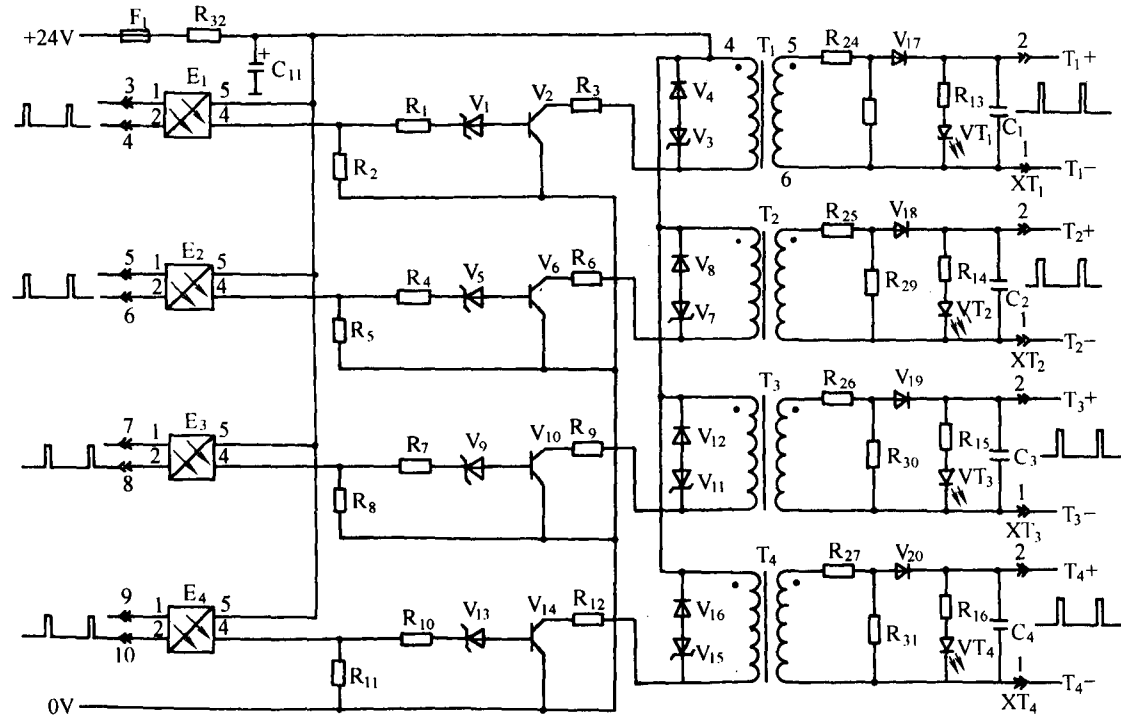 +24V F1 R32 4 T1 5 R24 V17 2 T1+
C11
3 1 E1 5
4 2 4
R1 V1 V2 R3 V4 V3 R13 VT1 C1
R2 6 1 XT1 T1−
T2 R25 V18 2 T2+
5 1 E2 5
6 2 4
R4 V5 V6 R6 V8 V7 R29 R14 VT2 C2
R5 1 XT2 T2−
T3 R26 V19 2 T3+
7 1 E3 5
8 2 4
R7 V9 V10 R9 V12 V11 R30 R15 VT3 C3
R8 1 XT3 T3−
T4 R27 V20 2 T4+
9 1 E4 5
10 2 4
R10 V13 V14 R12 V16 V15 R31 R16 VT4 C4
R11 1 XT4 T4−
0V